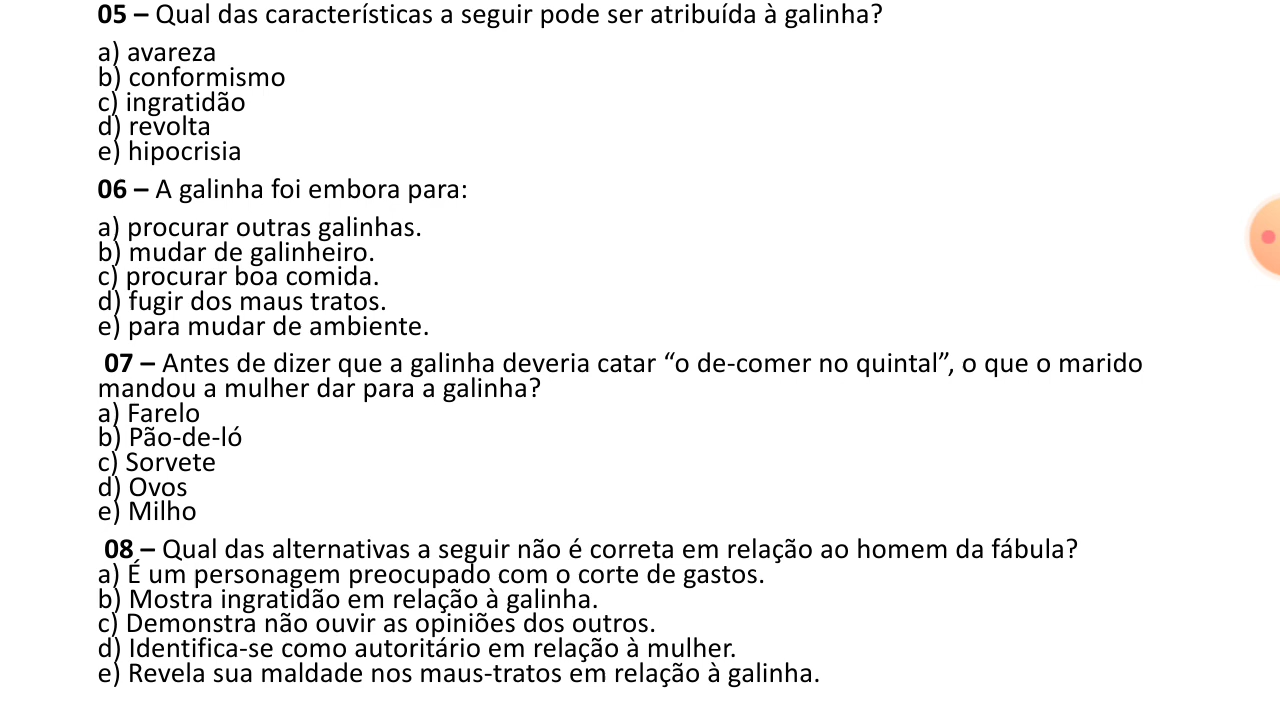 05 – Qual das características a seguir pode ser atribuída à galinha?
a) avareza
b) conformismo
c) ingratidão
d) revolta
e) hipocrisia
06 – A galinha foi embora para:
a) procurar outras galinhas.
b) mudar de galinheiro.
c) procurar boa comida.
d) fugir dos maus tratos.
e) para mudar de ambiente.
07 – Antes de dizer que a galinha deveria catar “o de-comer no quintal”, o que o marido
mandou a mulher dar para a galinha?
a) Farelo
b) Pão-de-ló
c) Sorvete
d) Ovos
e) Milho
08 – Qual das alternativas a seguir não é correta em relação ao homem da fábula?
a) É um personagem preocupado com o corte de gastos.
b) Mostra ingratidão em relação à galinha.
c) Demonstra não ouvir as opiniões dos outros.
d) Identifica-se como autoritário em relação à mulher.
e) Revela sua maldade nos maus-tratos em relação à galinha.